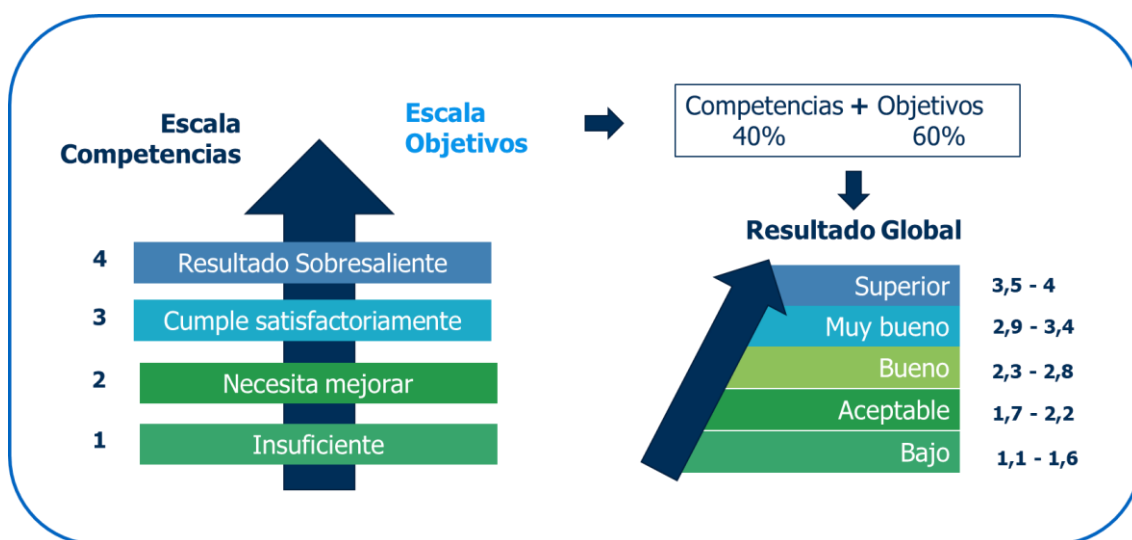 Escala
Competencias
Escala
Objetivos
4
Resultado Sobresaliente
3
Cumple satisfactoriamente
2
Necesita mejorar
1
Insuficiente
Competencias + Objetivos
40% 60%
Resultado Global
Superior 3,5 - 4
Muy bueno 2,9 - 3,4
Bueno 2,3 - 2,8
Aceptable 1,7 - 2,2
Bajo 1,1 - 1,6